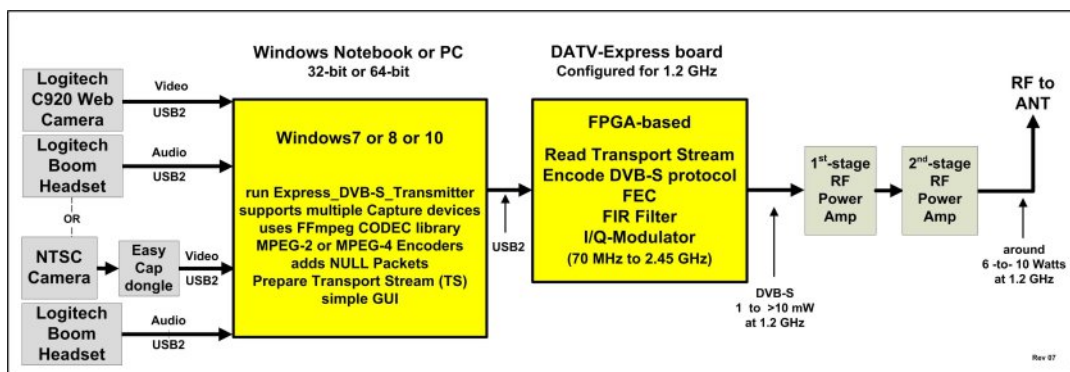 Windows Notebook or PC
32-bit or 64-bit
DATV-Express board
Configured for 1.2 GHz
Logitech
C920 Web
Camera
Video
USB2
Logitech
Boom
Headset
Audio
USB2
OR
NTSC
Camera
Easy
Cap
dongle
Video
USB2
Logitech
Boom
Headset
Audio
USB2
Windows7 or 8 or 10
run Express_DVB-S_Transmitter
supports multiple Capture devices
uses FFmpeg CODEC library
MPEG-2 or MPEG-4 Encoders
adds NULL Packets
Prepare Transport Stream (TS)
simple GUI
USB2
FPGA-based
Read Transport Stream
Encode DVB-S protocol
FEC
FIR Filter
I/Q-Modulator
(70 MHz to 2.45 GHz)
DVB-S
1 to >10 mW
at 1.2 GHz
1st-stage
RF
Power
Amp
2nd-stage
RF
Power
Amp
RF to
ANT
around
6 -to- 10 Watts
at 1.2 GHz
Rev 07